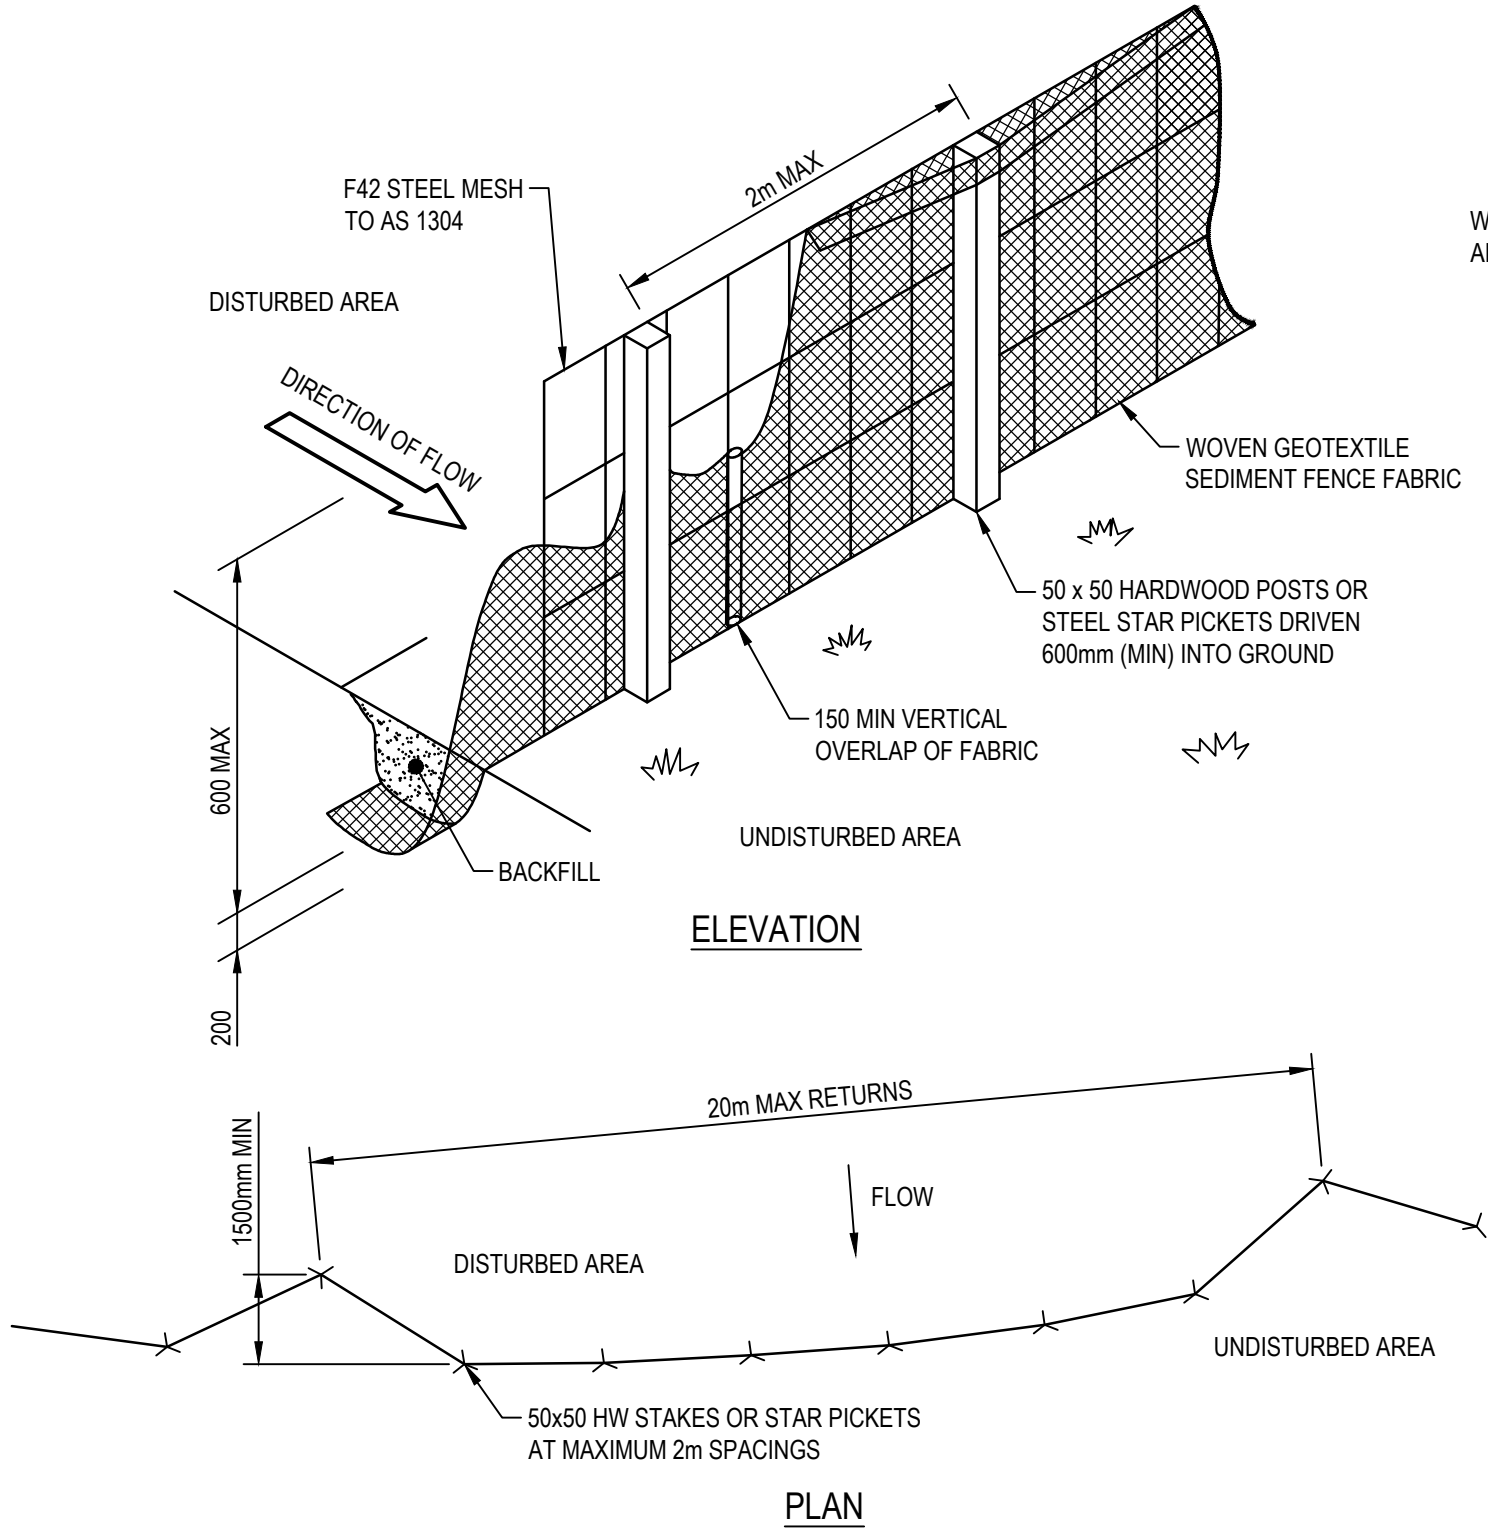 2m MAX
F42 STEEL MESH
TO AS 1304
DISTURBED AREA
DIRECTION OF FLOW
WOVEN GEOTEXTILE
SEDIMENT FENCE FABRIC
50 x 50 HARDWOOD POSTS OR
STEEL STAR PICKETS DRIVEN
600mm (MIN) INTO GROUND
150 MIN VERTICAL
OVERLAP OF FABRIC
600 MAX
UNDISTURBED AREA
BACKFILL
ELEVATION
200
20m MAX RETURNS
1500mm MIN
FLOW
DISTURBED AREA
UNDISTURBED AREA
50x50 HW STAKES OR STAR PICKETS
AT MAXIMUM 2m SPACINGS
PLAN